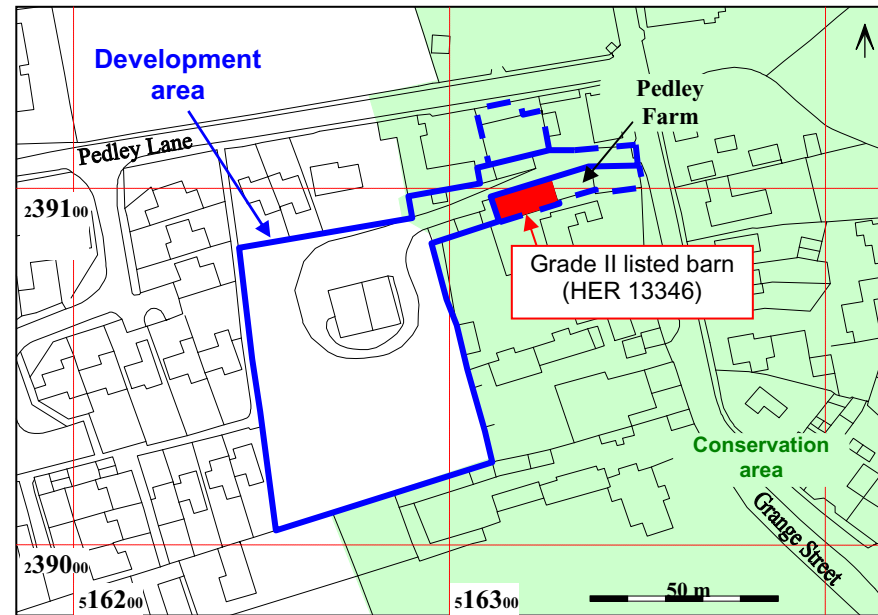 Development
area
Pedley Lane
Pedley
Farm
239100
Grade II listed barn
(HER 13346)
Conservation
area
Grange Street
239000
516200
516300
50 m